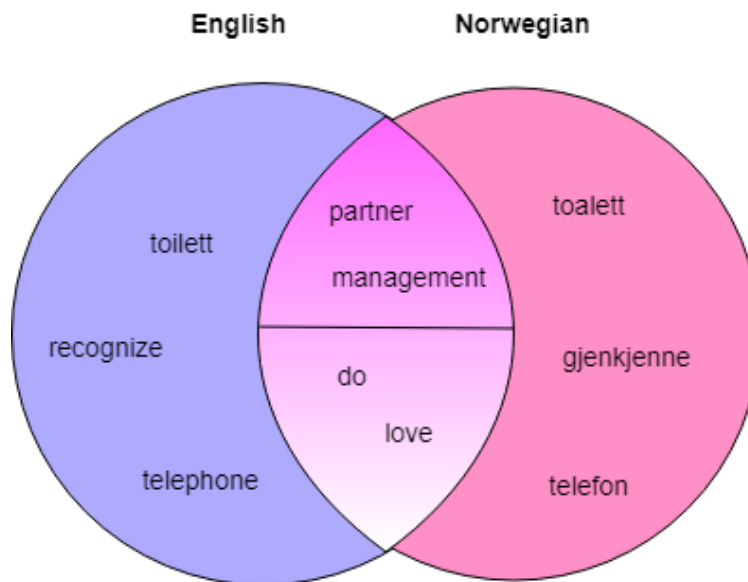 English
Norwegian
partner
toalett
toilett
management
recognize
gjenkjenne
do
love
telephone
telefon